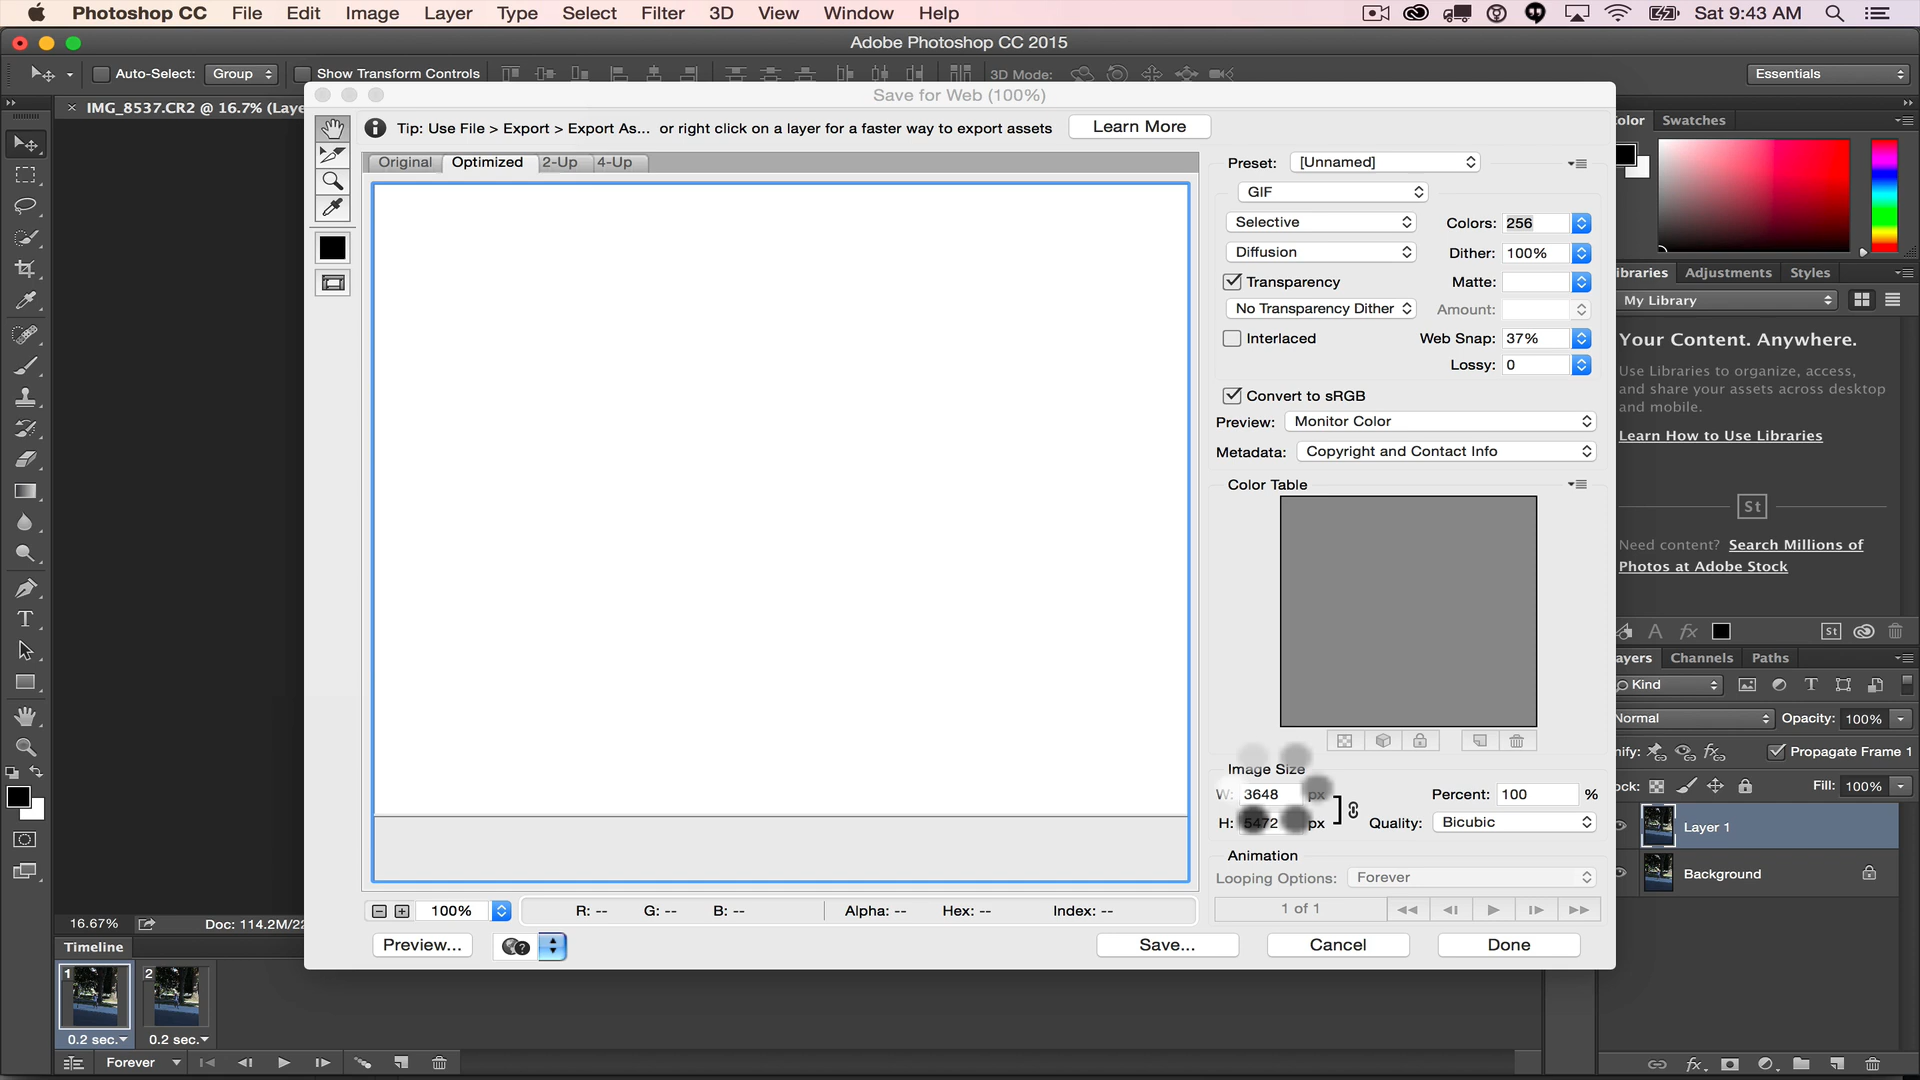 Photoshop CC File Edit Image Layer Type Select Filter 3D View Window Help Sat 9:43 AM
Adobe Photoshop CC 2015
Auto-Select: Group Show Transform Controls 3D Mode: Essentials
× IMG_8537.CR2 @ 16.7% (Laye
Save for Web (100%)
Tip: Use File > Export > Export As... or right click on a layer for a faster way to export assets Learn More
Original Optimized 2-Up 4-Up
Preset: [Unnamed]
GIF
Selective Colors: 256
Diffusion Dither: 100%
Transparency Matte:
No Transparency Dither Amount:
Interlaced Web Snap: 37%
Lossy: 0
Convert to sRGB
Preview: Monitor Color
Metadata: Copyright and Contact Info
Color Table
Image Size
W: 3648 px Percent: 100 %
H: 5472 px Quality: Bicubic
Animation
Looping Options: Forever
1 of 1
100% R: -- G: -- B: -- Alpha: -- Hex: -- Index: --
Preview... Save... Cancel Done
olor Swatches
ibraries Adjustments Styles
My Library
Your Content. Anywhere.
Use Libraries to organize, access,
and share your assets across desktop
and mobile.
Learn How to Use Libraries
St
Need content? Search Millions of
Photos at Adobe Stock
A fx St
ayers Channels Paths
Kind T
Normal Opacity: 100%
nify: Propagate Frame 1
ock: Fill: 100%
Layer 1
Background
fx
16.67% Doc: 114.2M/22
Timeline
1 2
0.2 sec. 0.2 sec.
Forever
T